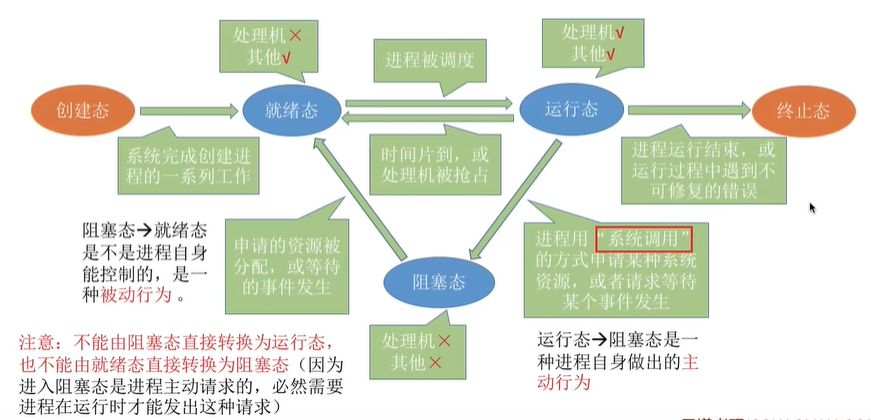 处理机×
其他√
进程被调度
处理机√
其他√
创建态
就绪态
运行态
终止态
系统完成创建进
程的一系列工作
时间片到，或
处理机被抢占
进程运行结束，或
运行过程中遇到不
可修复的错误
阻塞态→就绪态
是不是进程自身
能控制的，是一
种被动行为 。
申请的资源被
分配，或等待
的事件发生
进程用“系统调用”
的方式申请某种系统
资源，或者请求等待
某个事件发生
阻塞态
处理机×
其他×
运行态→阻塞态是一
种进程自身做出的主
动行为
注意：不能由阻塞态直接转换为运行态，
也不能由就绪态直接转换为阻塞态（因为
进入阻塞态是进程主动请求的，必然需要
进程在运行时才能发出这种请求）